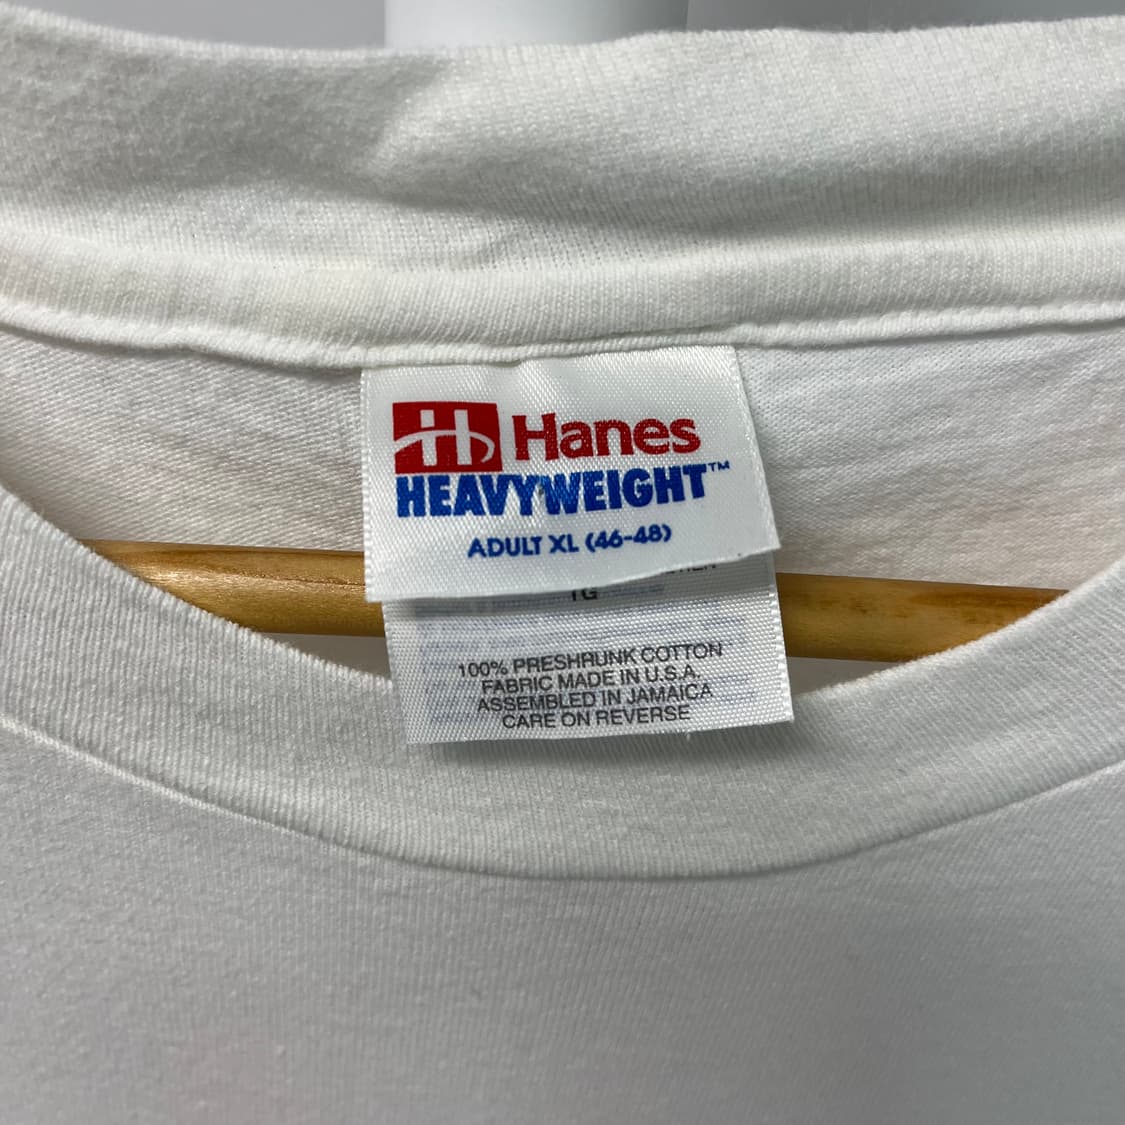 Hanes
HEAVYWEIGHT™
ADULT XL (46-48)
TG
100% PRESHRUNK COTTON
FABRIC MADE IN U.S.A.
ASSEMBLED IN JAMAICA
CARE ON REVERSE